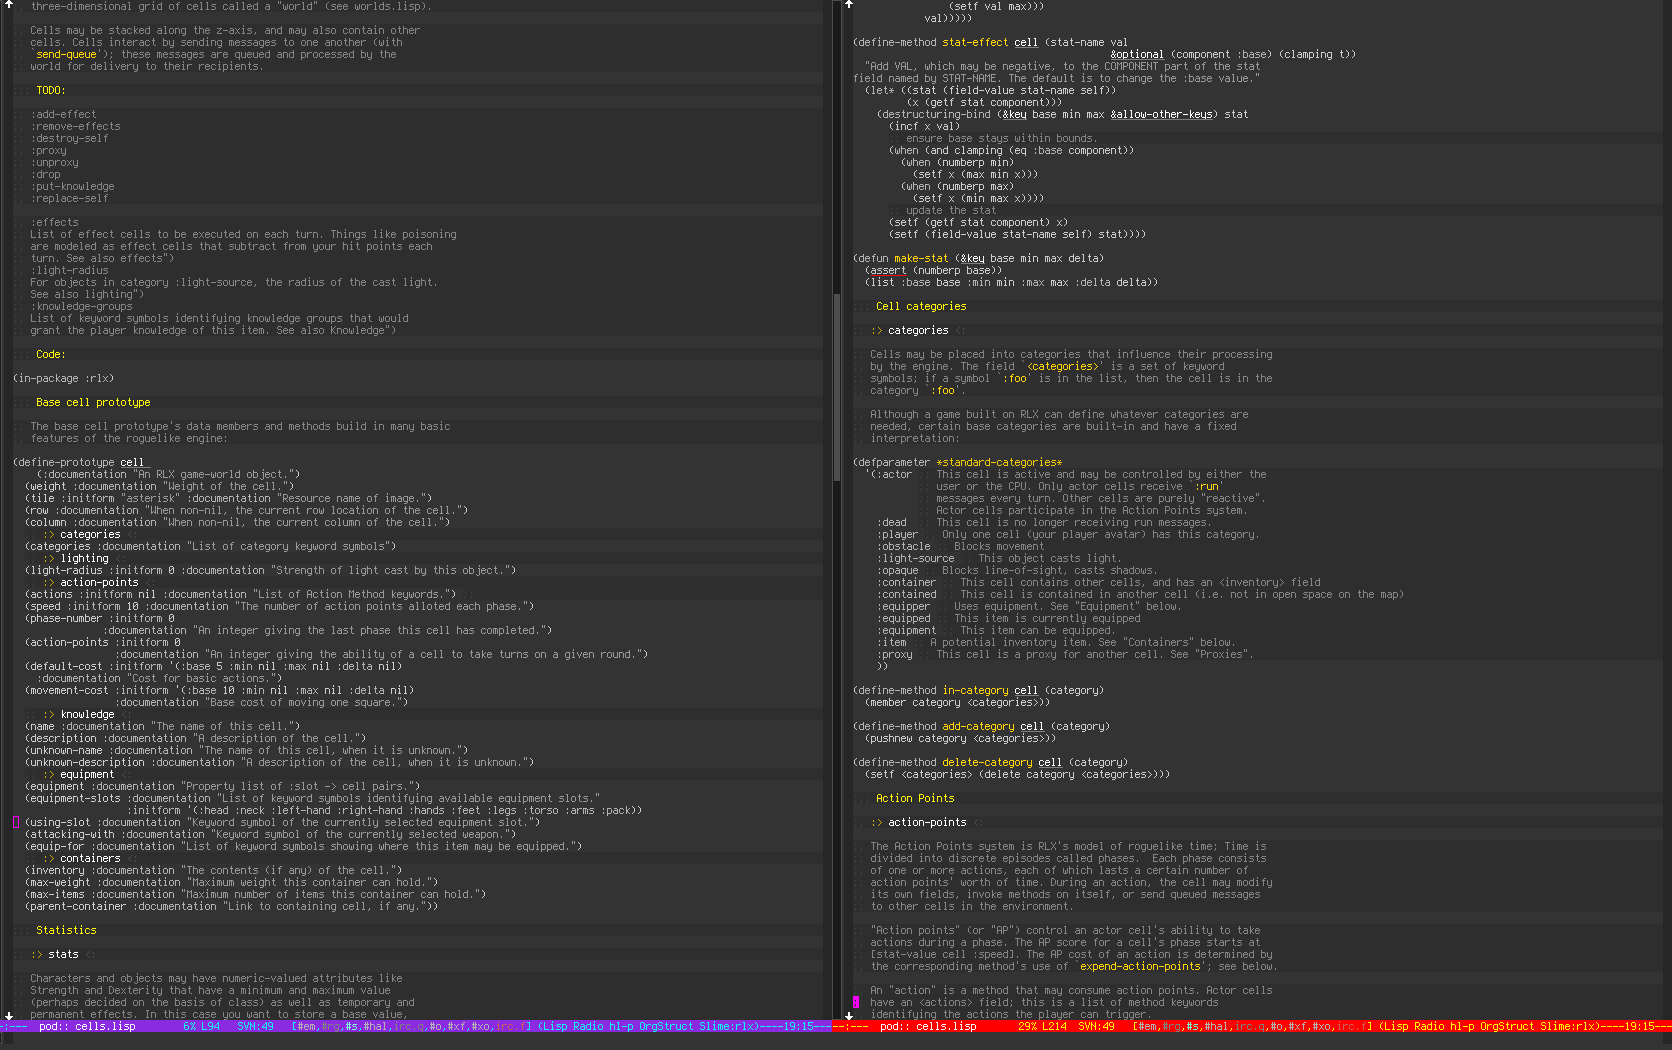 three-dimensional grid of cells called a "world" (see worlds.lisp).
Cells may be stacked along the z-axis, and may also contain other
cells. Cells interact by sending messages to one another (with
`send-queue'); these messages are queued and processed by the
world for delivery to their recipients.
TODO:
:add-effect
:remove-effects
:destroy-self
:proxy
:unproxy
:drop
:put-knowledge
:replace-self
:effects
List of effect cells to be executed on each turn. Things like poisoning
are modeled as effect cells that subtract from your hit points each
turn. See also effects")
:light-radius
For objects in category :light-source, the radius of the cast light.
See also lighting")
:knowledge-groups
List of keyword symbols identifying knowledge groups that would
grant the player knowledge of this item. See also Knowledge")
Code:
(in-package :rlx)
Base cell prototype
The base cell prototype's data members and methods build in many basic
features of the roguelike engine:
(define-prototype cell
(:documentation "An RLX game-world object.")
(weight :documentation "Weight of the cell.")
(tile :initform "asterisk" :documentation "Resource name of image.")
(row :documentation "When non-nil, the current row location of the cell.")
(column :documentation "When non-nil, the current column of the cell.")
;; :> categories <:
(categories :documentation "List of category keyword symbols")
;; :> lighting <:
(light-radius :initform 0 :documentation "Strength of light cast by this object.")
;; :> action-points <:
(actions :initform nil :documentation "List of Action Method keywords.") ;;
(speed :initform 10 :documentation "The number of action points alloted each phase.")
(phase-number :initform 0
:documentation "An integer giving the last phase this cell has completed.")
(action-points :initform 0
:documentation "An integer giving the ability of a cell to take turns on a given round.")
(default-cost :initform '(:base 5 :min nil :max nil :delta nil)
:documentation "Cost for basic actions.")
(movement-cost :initform '(:base 10 :min nil :max nil :delta nil)
:documentation "Base cost of moving one square.")
;; :> knowledge <:
(name :documentation "The name of this cell.")
(description :documentation "A description of the cell.")
(unknown-name :documentation "The name of this cell, when it is unknown.")
(unknown-description :documentation "A description of the cell, when it is unknown.")
;; :> equipment <:
(equipment :documentation "Property list of :slot -> cell pairs.")
(equipment-slots :documentation "List of keyword symbols identifying available equipment slots."
:initform '(:head :neck :left-hand :right-hand :hands :feet :legs :torso :arms :pack))
(using-slot :documentation "Keyword symbol of the currently selected equipment slot.")
(attacking-with :documentation "Keyword symbol of the currently selected weapon.")
(equip-for :documentation "List of keyword symbols showing where this item may be equipped.")
;; :> containers <:
(inventory :documentation "The contents (if any) of the cell.")
(max-weight :documentation "Maximum weight this container can hold.")
(max-items :documentation "Maximum number of items this container can hold.")
(parent-container :documentation "Link to containing cell, if any."))
Statistics
:> stats <:
Characters and objects may have numeric-valued attributes like
Strength and Dexterity that have a minimum and maximum value
(perhaps decided on the basis of class) as well as temporary and
permanent effects. In this case you want to store a base value,
-:--- pod:: cells.lisp 6% L94 SVN:49 [#em,#rg,#s,#hal,irc.q,#o,#xf,#xo,irc.f] (Lisp Radio hl-p OrgStruct Slime:rlx)----19:15---
(setf val max)))
val)))))
(define-method stat-effect cell (stat-name val
&optional (component :base) (clamping t))
"Add VAL, which may be negative, to the COMPONENT part of the stat
field named by STAT-NAME. The default is to change the :base value."
(let* ((stat (field-value stat-name self))
(x (getf stat component)))
(destructuring-bind (&key base min max &allow-other-keys) stat
(incf x val)
;; ensure base stays within bounds.
(when (and clamping (eq :base component))
(when (numberp min)
(setf x (max min x)))
(when (numberp max)
(setf x (min max x))))
;; update the stat
(setf (getf stat component) x)
(setf (field-value stat-name self) stat))))
(defun make-stat (&key base min max delta)
(assert (numberp base))
(list :base base :min min :max max :delta delta))
Cell categories
:> categories <:
Cells may be placed into categories that influence their processing
by the engine. The field `<categories>' is a set of keyword
symbols; if a symbol `:foo' is in the list, then the cell is in the
category `:foo'.
Although a game built on RLX can define whatever categories are
needed, certain base categories are built-in and have a fixed
interpretation:
(defparameter *standard-categories*
'(:actor ;; This cell is active and may be controlled by either the
;; user or the CPU. Only actor cells receive `:run'
;; messages every turn. Other cells are purely "reactive".
;; Actor cells participate in the Action Points system.
:dead ;; This cell is no longer receiving run messages.
:player ;; Only one cell (your player avatar) has this category.
:obstacle ;; Blocks movement
:light-source ;; This object casts light.
:opaque ;; Blocks line-of-sight, casts shadows.
:container ;; This cell contains other cells, and has an <inventory> field
:contained ;; This cell is contained in another cell (i.e. not in open space on the map)
:equipper ;; Uses equipment. See "Equipment" below.
:equipped ;; This item is currently equipped
:equipment ;; This item can be equipped.
:item ;; A potential inventory item. See "Containers" below.
:proxy ;; This cell is a proxy for another cell. See "Proxies".
))
(define-method in-category cell (category)
(member category <categories>))
(define-method add-category cell (category)
(pushnew category <categories>))
(define-method delete-category cell (category)
(setf <categories> (delete category <categories>)))
Action Points
:> action-points <:
The Action Points system is RLX's model of roguelike time; Time is
divided into discrete episodes called phases.  Each phase consists
of one or more actions, each of which lasts a certain number of
action points' worth of time. During an action, the cell may modify
its own fields, invoke methods on itself, or send queued messages
to other cells in the environment.
"Action points" (or "AP") control an actor cell's ability to take
actions during a phase. The AP score for a cell's phase starts at
[stat-value cell :speed]. The AP cost of an action is determined by
the corresponding method's use of `expend-action-points'; see below.
An "action" is a method that may consume action points. Actor cells
have an <actions> field; this is a list of method keywords
identifying the actions the player can trigger.
--:--- pod:: cells.lisp 29% L214 SVN:49 [#em,#rg,#s,#hal,irc.q,#o,#xf,#xo,irc.f] (Lisp Radio hl-p OrgStruct Slime:rlx)----19:15---